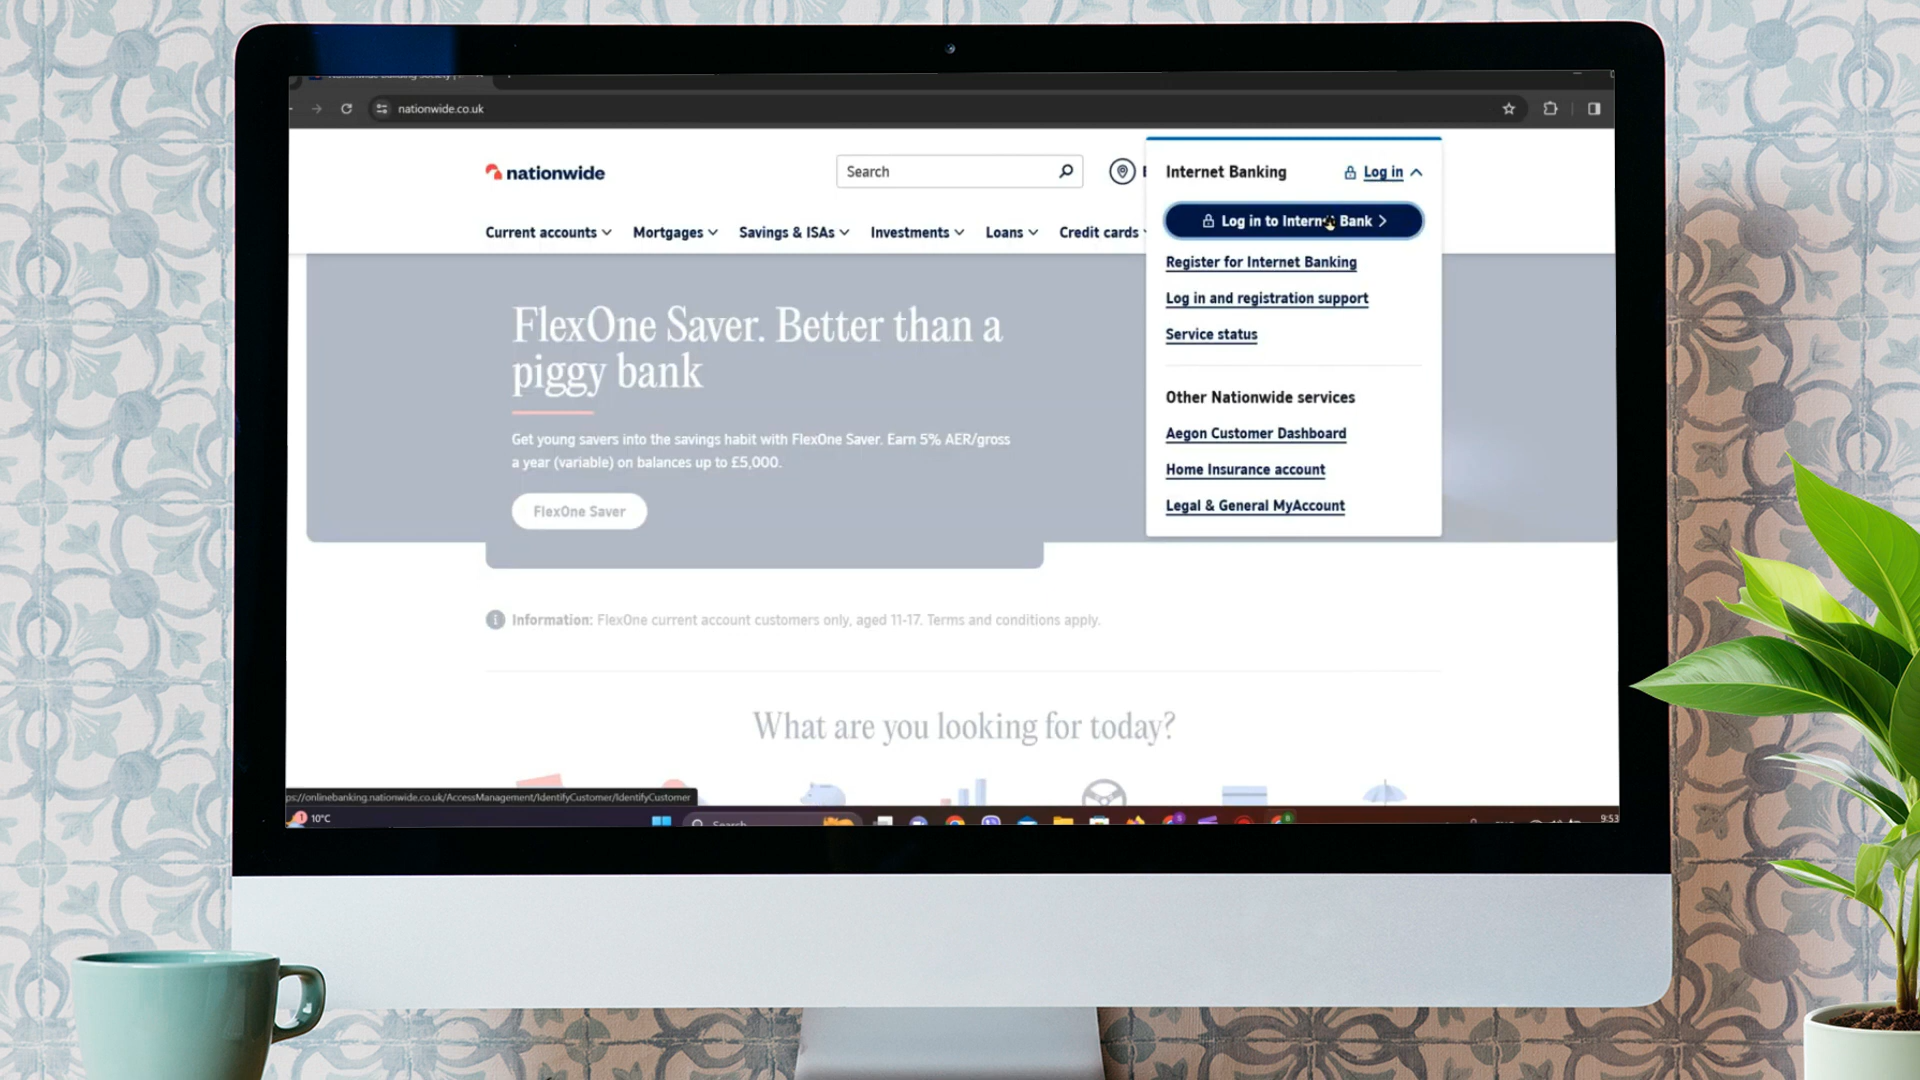 nationwide.co.uk
nationwide
Search
Internet Banking
Log in
Current accounts
Mortgages
Savings & ISAs
Investments
Loans
Credit cards
Log in to Internet Bank
Register for Internet Banking
Log in and registration support
Service status
Other Nationwide services
Aegon Customer Dashboard
Home Insurance account
Legal & General MyAccount
FlexOne Saver. Better than a
piggy bank
Get young savers into the savings habit with FlexOne Saver. Earn 5% AER/gross
a year (variable) on balances up to £5,000.
FlexOne Saver
Information: FlexOne current account customers only, aged 11-17. Terms and conditions apply.
What are you looking for today?
ps://onlinebanking.nationwide.co.uk/AccessManagement/IdentifyCustomer/IdentifyCustomer
1
10°C
Search
9:53